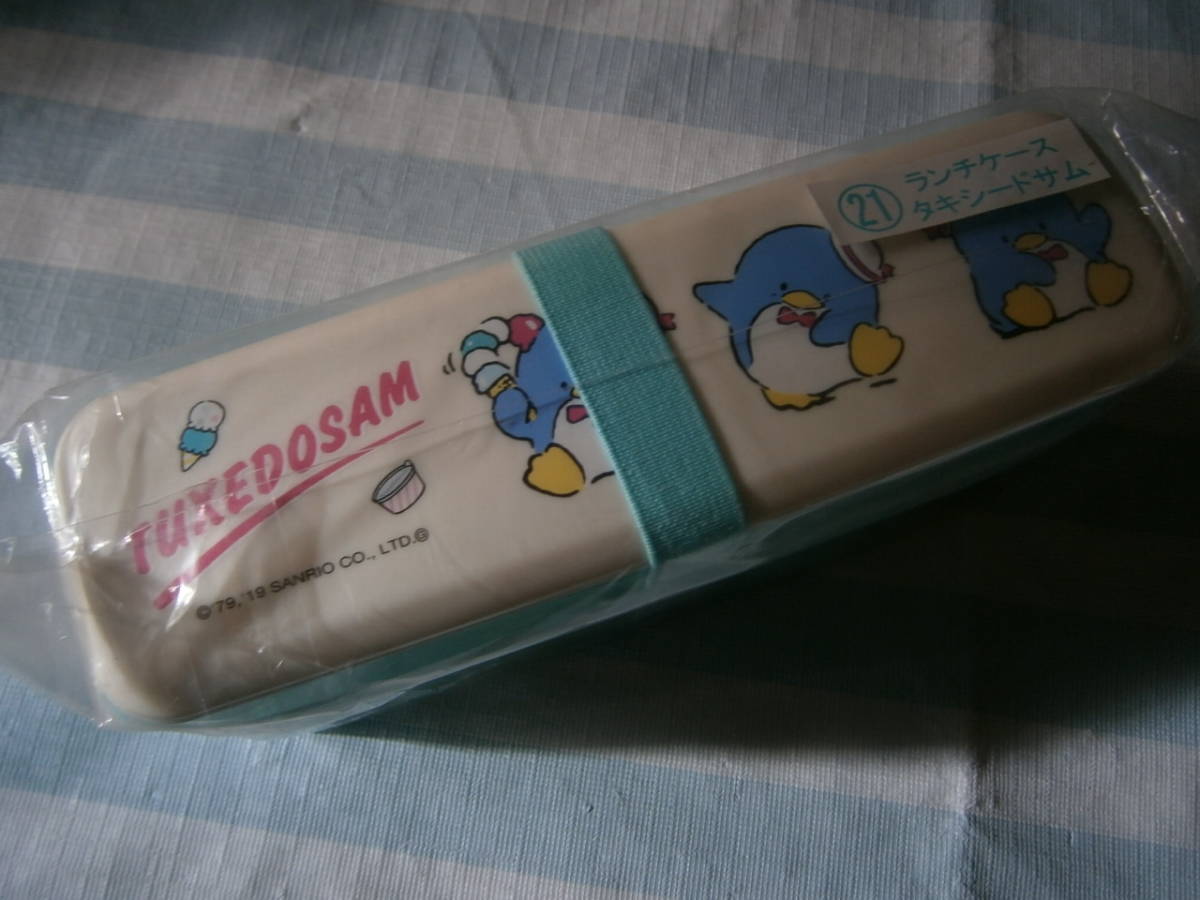 ㉑ ランチケース
タキシードサム
TUXEDOSAM
© '79, '19 SANRIO CO., LTD.Ⓖ